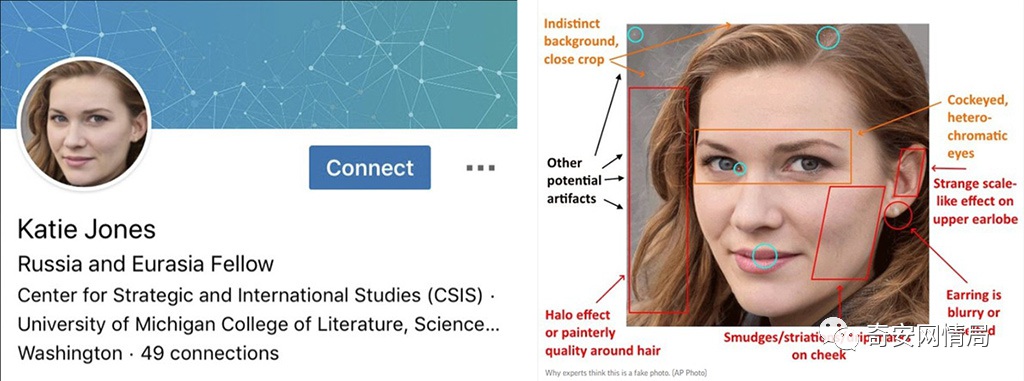 Connect
Katie Jones
Russia and Eurasia Fellow
Center for Strategic and International Studies (CSIS) ·
University of Michigan College of Literature, Science...
Washington · 49 connections
Indistinct
background,
close crop
Other
potential
artifacts
Halo effect
or painterly
quality around hair
Cockeyed,
hetero-
chromatic
eyes
Strange scale-
like effect on
upper earlobe
Earring is
blurry or
Smudges/striations/
on cheek
奇安网情局
Why experts think this is a fake photo. [AP Photo]